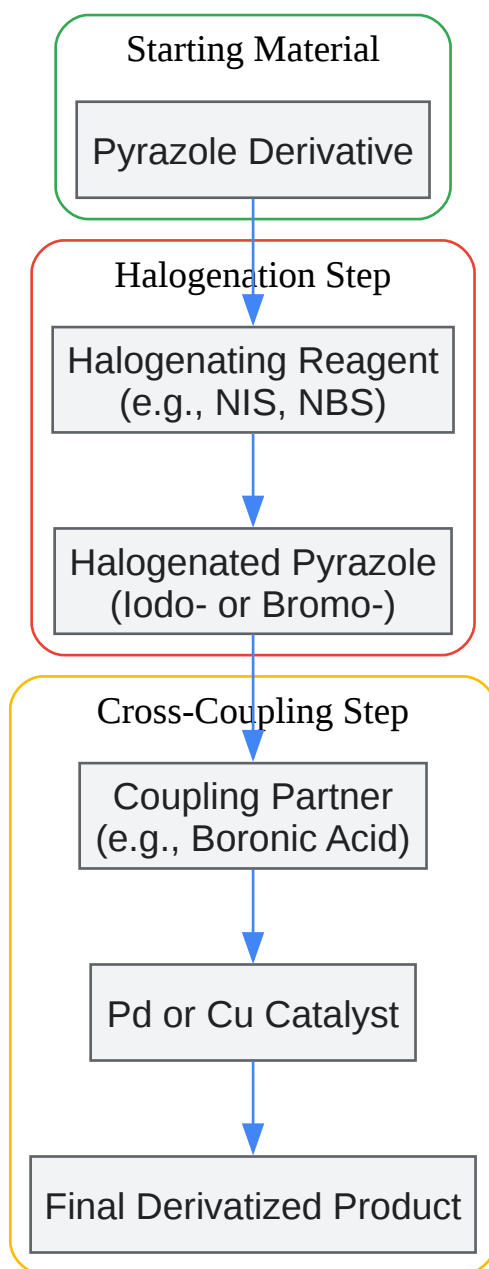 Starting Material
Pyrazole Derivative
Halogenation Step
Halogenating Reagent
(e.g., NIS, NBS)
Halogenated Pyrazole
(Iodo- or Bromo-)
Cross-Coupling Step
Coupling Partner
(e.g., Boronic Acid)
Pd or Cu Catalyst
Final Derivatized Product